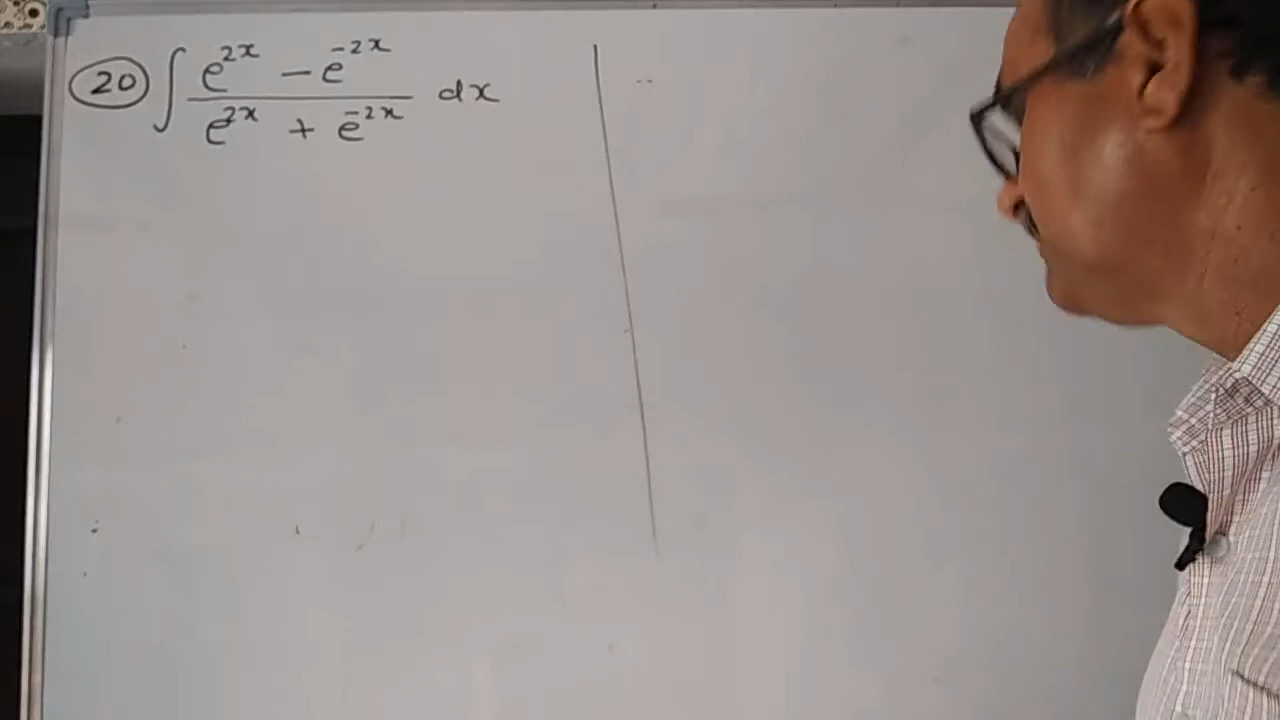 (20) ∫ (e^{2x} - e^{-2x}) / (e^{2x} + e^{-2x}) dx